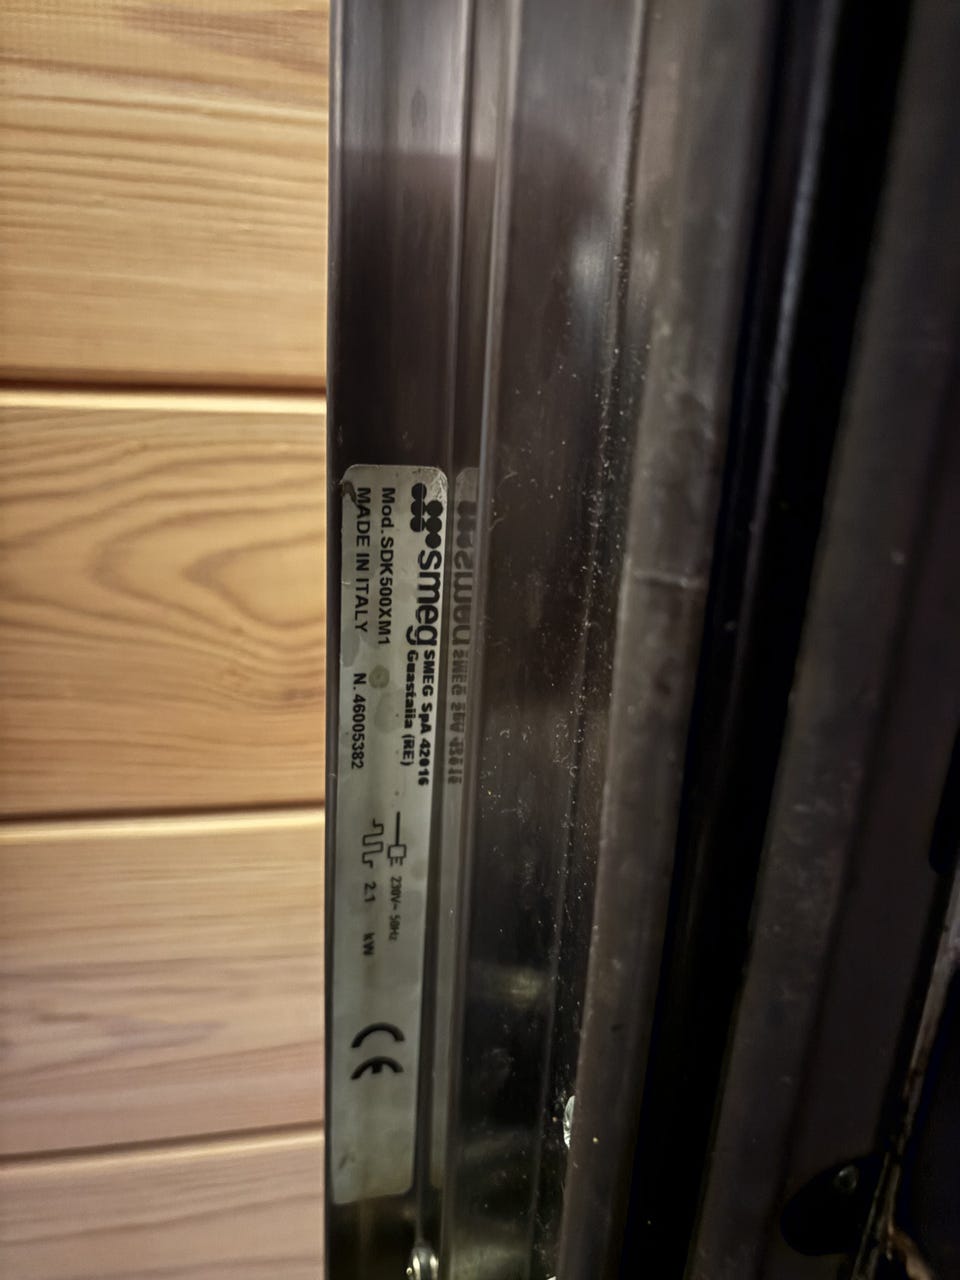 smeg SMEG SpA 42016
Guastalla (RE)
Mod. SDK500XM1
MADE IN ITALY N. 46005382
230V~ 50Hz
2.1 kW
CE